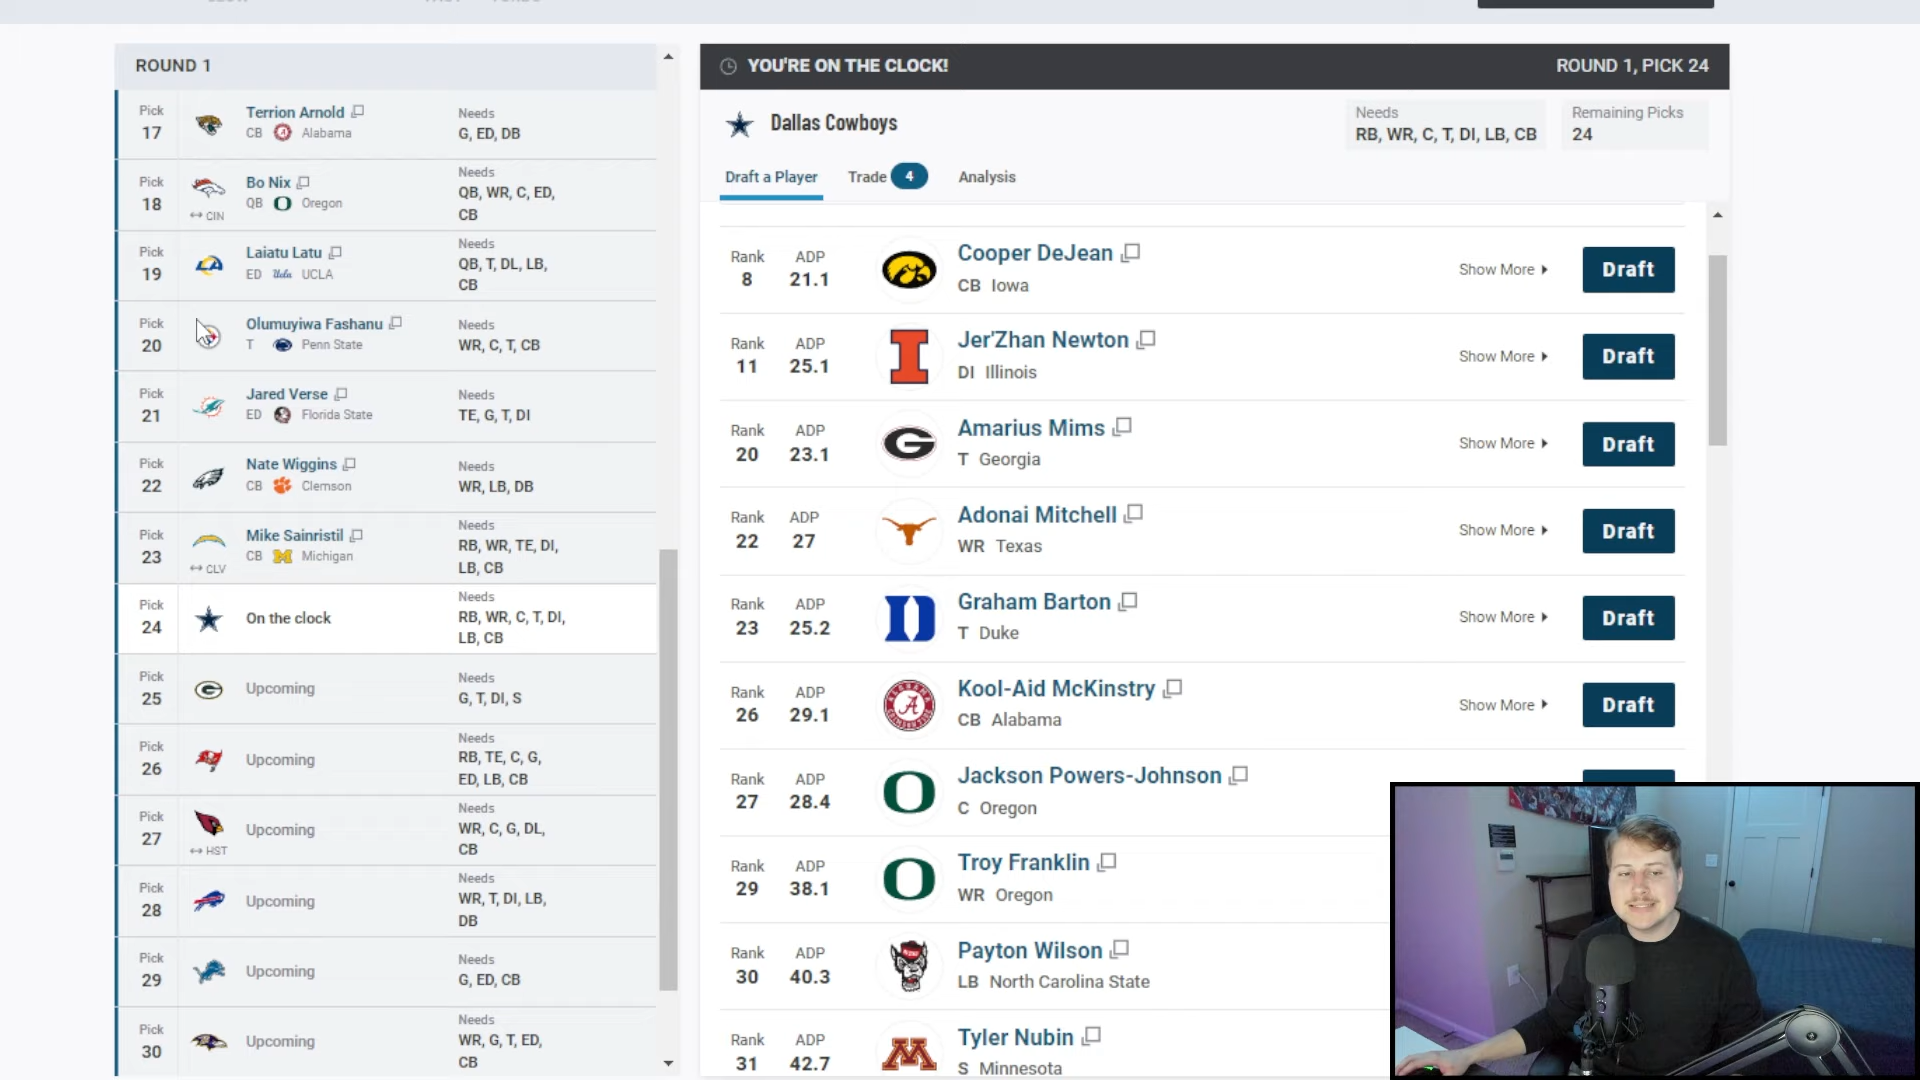 ROUND 1
Pick
17
Terrion Arnold
CB Alabama
Needs
G, ED, DB
Pick
18
CIN
Bo Nix
QB Oregon
Needs
QB, WR, C, ED,
CB
Pick
19
Laiatu Latu
ED Ucla UCLA
Needs
QB, T, DL, LB,
CB
Pick
20
Olumuyiwa Fashanu
T Penn State
Needs
WR, C, T, CB
Pick
21
Jared Verse
ED Florida State
Needs
TE, G, T, DI
Pick
22
Nate Wiggins
CB Clemson
Needs
WR, LB, DB
Pick
23
CLV
Mike Sainristil
CB Michigan
Needs
RB, WR, TE, DI,
LB, CB
Pick
24
On the clock
Needs
RB, WR, C, T, DI,
LB, CB
Pick
25
Upcoming
Needs
G, T, DI, S
Pick
26
Upcoming
Needs
RB, TE, C, G,
ED, LB, CB
Pick
27
HST
Upcoming
Needs
WR, C, G, DL,
CB
Pick
28
Upcoming
Needs
WR, T, DI, LB,
DB
Pick
29
Upcoming
Needs
G, ED, CB
Pick
30
Upcoming
Needs
WR, G, T, ED,
CB
YOU'RE ON THE CLOCK!
ROUND 1, PICK 24
Dallas Cowboys
Needs
RB, WR, C, T, DI, LB, CB
Remaining Picks
24
Draft a Player
Trade 4
Analysis
Rank ADP
8 21.1
Cooper DeJean
CB Iowa
Show More
Draft
Rank ADP
11 25.1
Jer'Zhan Newton
DI Illinois
Show More
Draft
Rank ADP
20 23.1
Amarius Mims
T Georgia
Show More
Draft
Rank ADP
22 27
Adonai Mitchell
WR Texas
Show More
Draft
Rank ADP
23 25.2
Graham Barton
T Duke
Show More
Draft
Rank ADP
26 29.1
Kool-Aid McKinstry
CB Alabama
Show More
Draft
Rank ADP
27 28.4
Jackson Powers-Johnson
C Oregon
Rank ADP
29 38.1
Troy Franklin
WR Oregon
Rank ADP
30 40.3
Payton Wilson
LB North Carolina State
Rank ADP
31 42.7
Tyler Nubin
S Minnesota